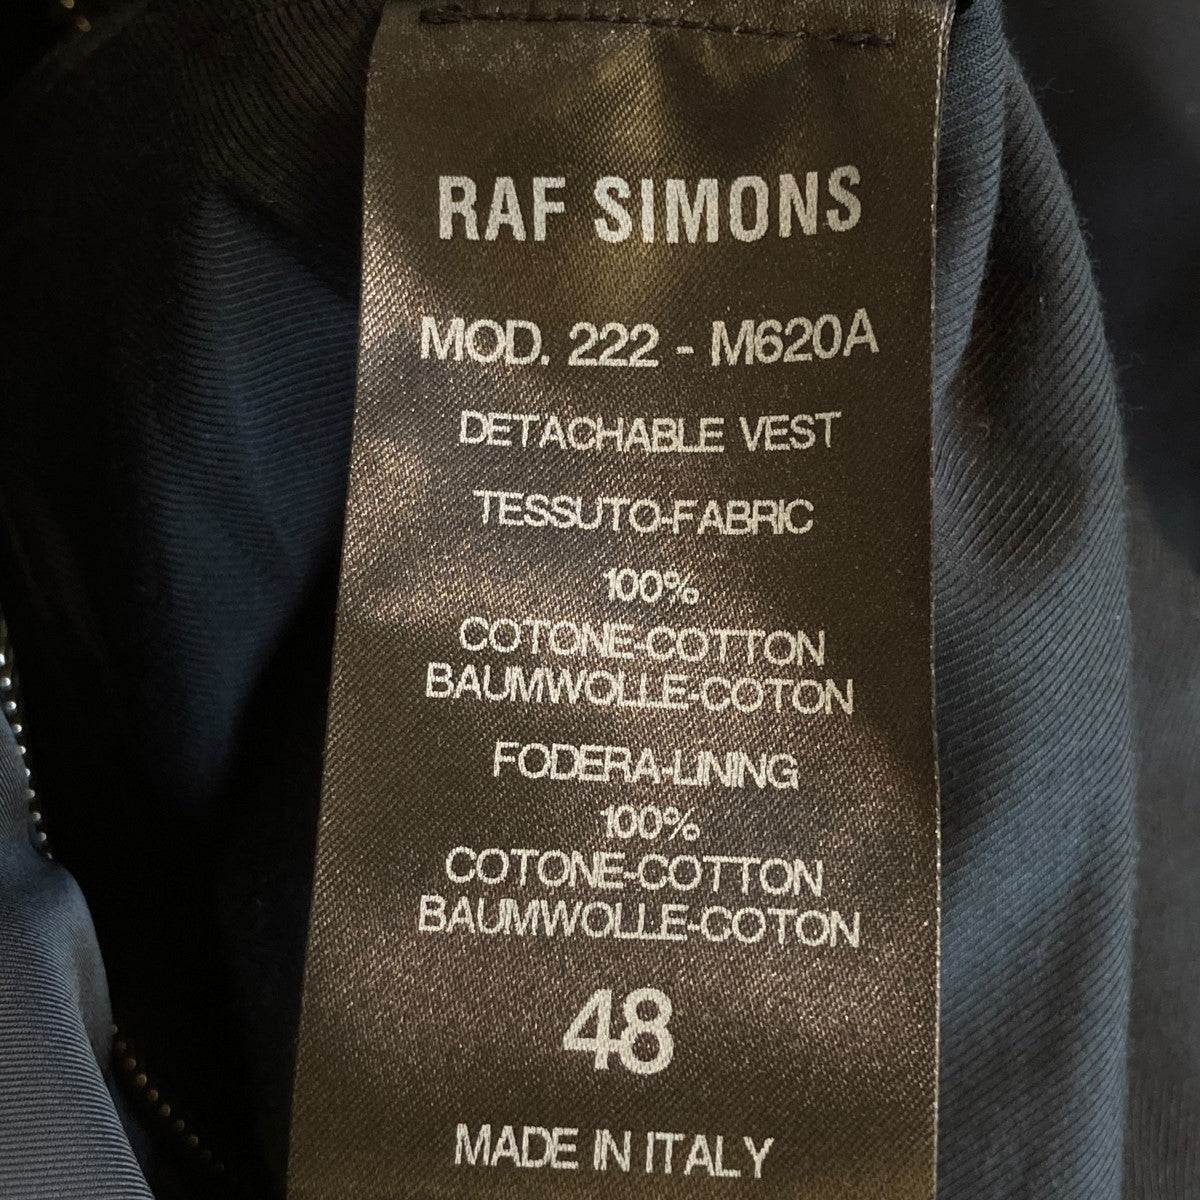 RAF SIMONS
MOD. 222 - M620A
DETACHABLE VEST
TESSUTO-FABRIC
100%
COTONE-COTTON
BAUMWOLLE-COTON
FODERA-LINING
100%
COTONE-COTTON
BAUMWOLLE-COTON
48
MADE IN ITALY